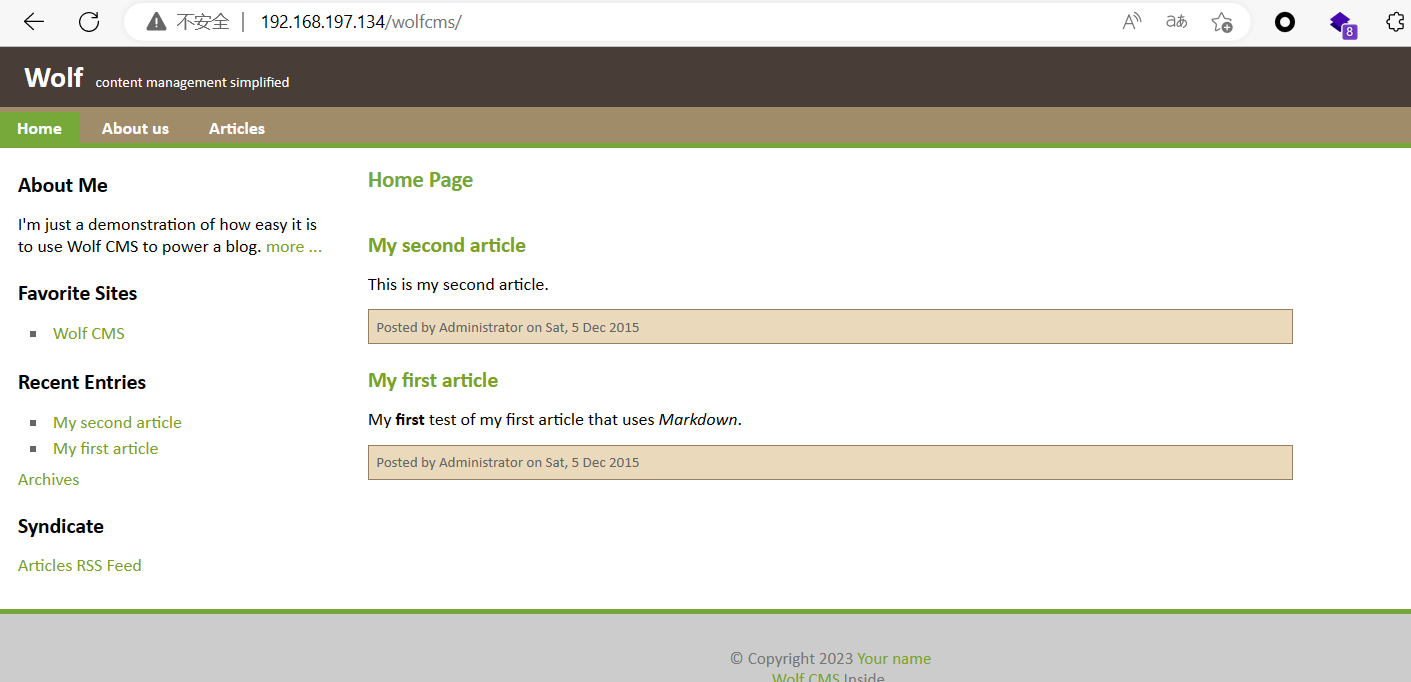 不安全 192.168.197.134/wolfcms/
8
Wolf content management simplified
Home About us Articles
About Me
I'm just a demonstration of how easy it is
to use Wolf CMS to power a blog. more ...
Favorite Sites
Wolf CMS
Recent Entries
My second article
My first article
Archives
Syndicate
Articles RSS Feed
Home Page
My second article
This is my second article.
Posted by Administrator on Sat, 5 Dec 2015
My first article
My first test of my first article that uses Markdown.
Posted by Administrator on Sat, 5 Dec 2015
© Copyright 2023 Your name
Wolf CMS Inside